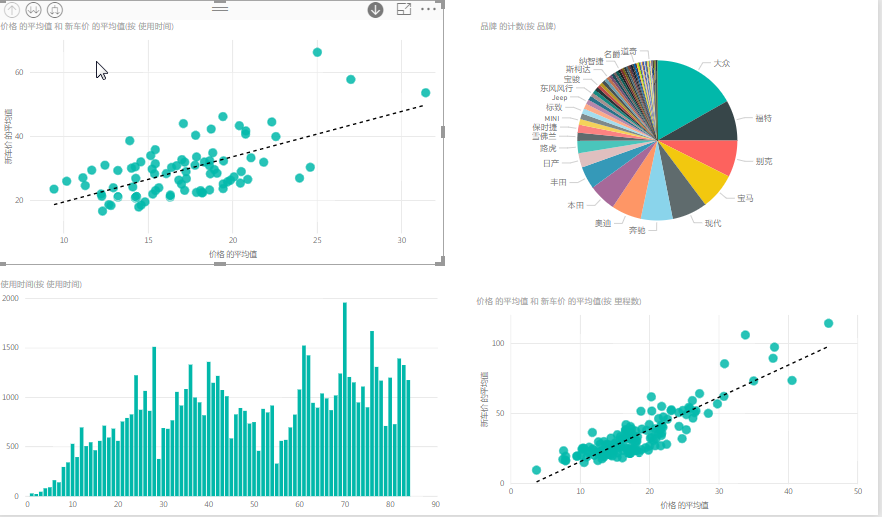 价格 的平均值 和 新车价 的平均值(按 使用时间)
新车价 的平均值
60
40
20
10
15
20
25
30
价格 的平均值
品牌 的计数(按 品牌)
大众
福特
别克
宝马
现代
奔驰
奥迪
本田
丰田
日产
路虎
雪佛兰
保时捷
MINI
标致
Jeep
东风风行
宝骏
斯柯达
纳智捷
名爵
道奇
使用时间(按 使用时间)
2000
1500
1000
500
0
0
10
20
30
40
50
60
70
80
90
价格 的平均值 和 新车价 的平均值(按 里程数)
新车价 的平均值
100
50
0
0
10
20
30
40
50
价格 的平均值